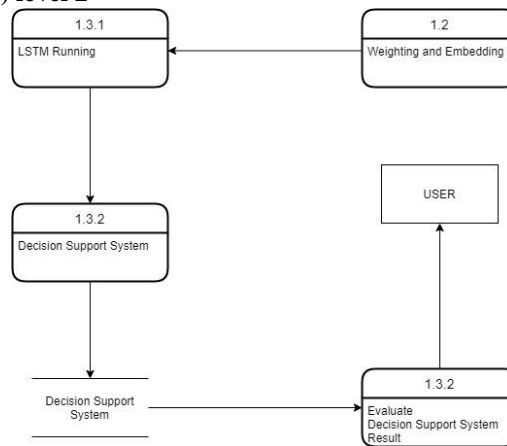 ) level 2
1.3.1
LSTM Running
1.2
Weighting and Embedding
1.3.2
Decision Support System
USER
Decision Support
System
1.3.2
Evaluate
Decision Support System
Result